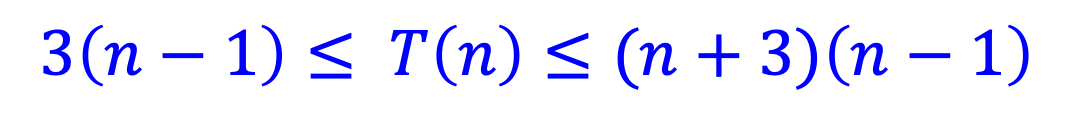 3(n − 1) ≤ T(n) ≤ (n + 3)(n − 1)